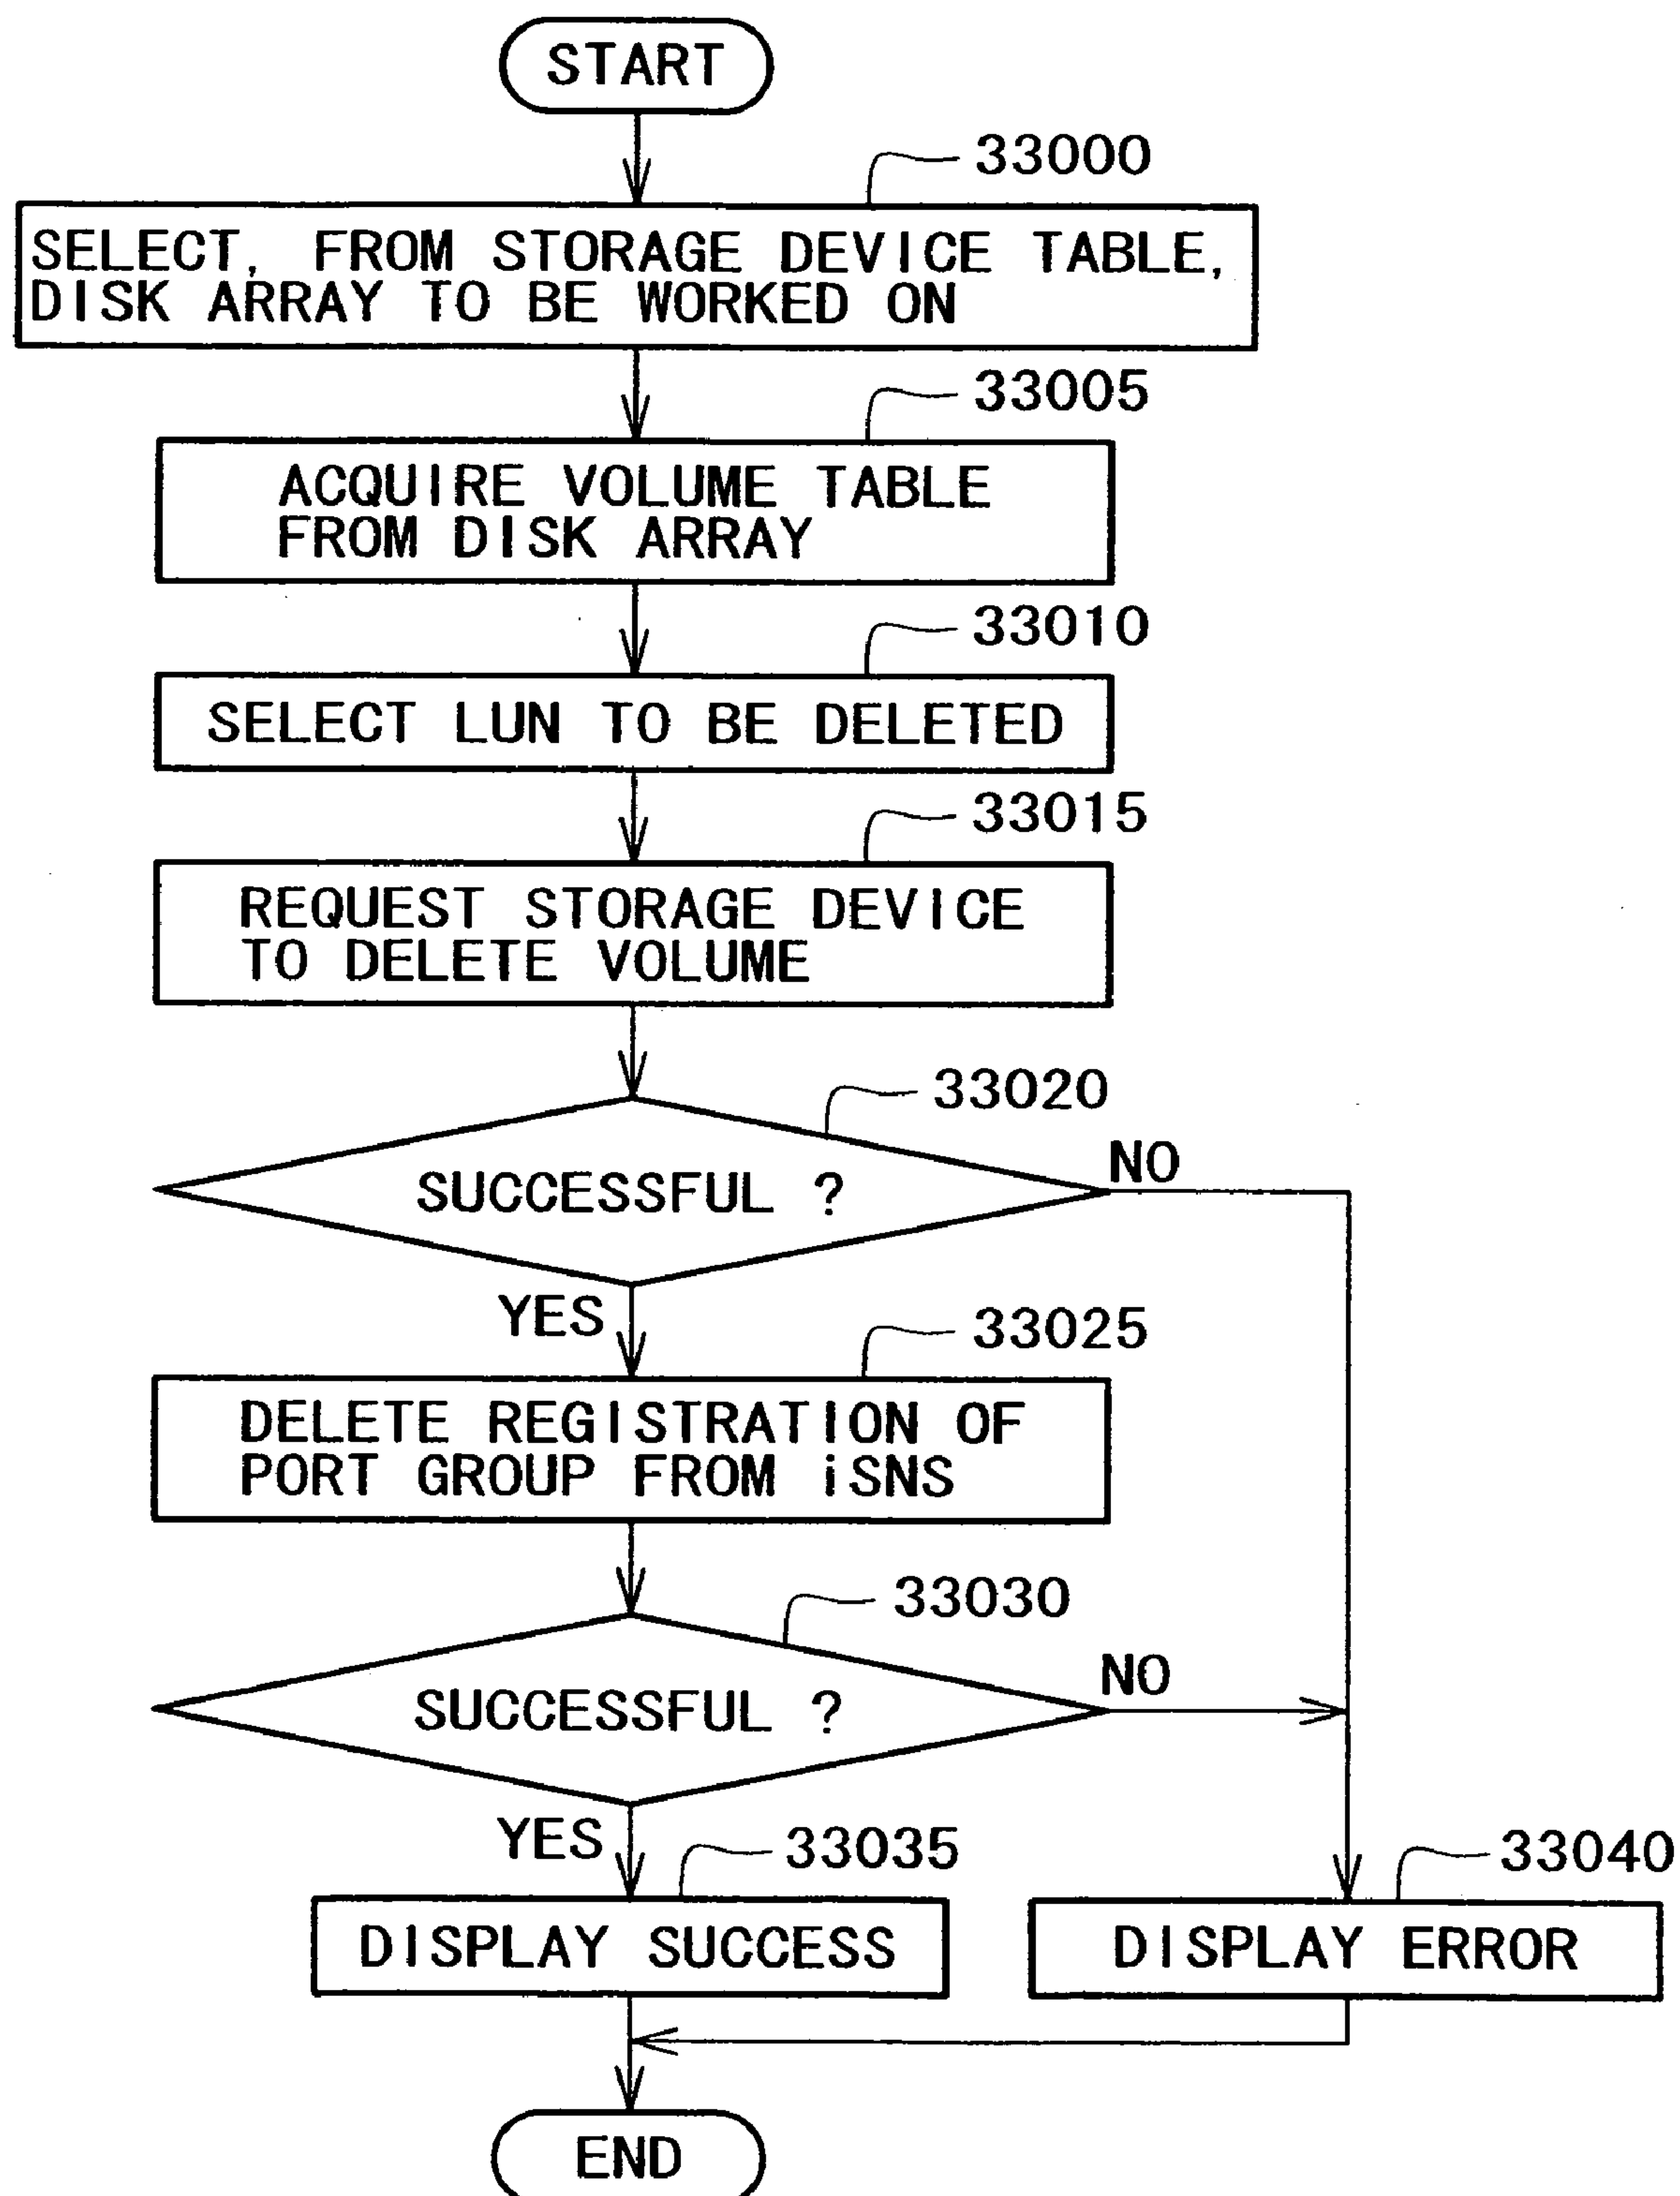 START
33000
SELECT, FROM STORAGE DEVICE TABLE,
DISK ARRAY TO BE WORKED ON
33005
ACQUIRE VOLUME TABLE
FROM DISK ARRAY
33010
SELECT LUN TO BE DELETED
33015
REQUEST STORAGE DEVICE
TO DELETE VOLUME
33020
SUCCESSFUL ?
NO
YES
33025
DELETE REGISTRATION OF
PORT GROUP FROM iSNS
33030
SUCCESSFUL ?
NO
YES
33035
DISPLAY SUCCESS
33040
DISPLAY ERROR
END